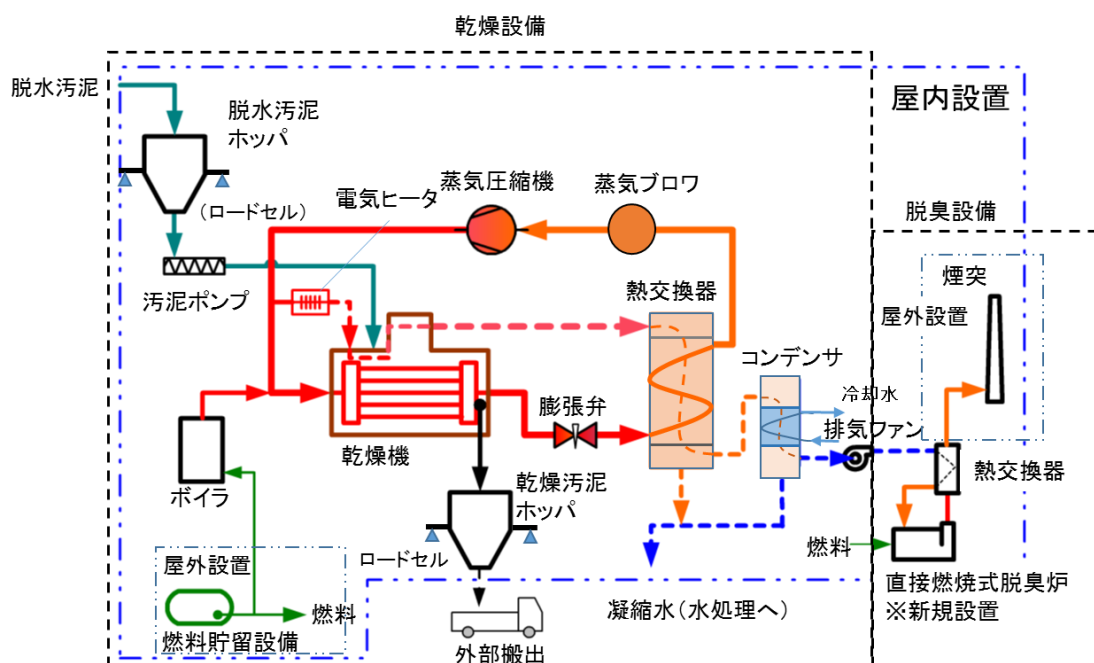 乾燥設備
脱水汚泥
屋内設置
脱水汚泥
ホッパ
蒸気圧縮機
蒸気ブロワ
電気ヒータ
（ロードセル）
脱臭設備
汚泥ポンプ
熱交換器
煙突
屋外設置
コンデンサ
冷却水
膨張弁
排気ファン
乾燥機
熱交換器
ボイラ
乾燥汚泥
ホッパ
燃料
ロードセル
屋外設置
直接燃焼式脱臭炉
※新規設置
燃料
凝縮水（水処理へ）
燃料貯留設備
外部搬出